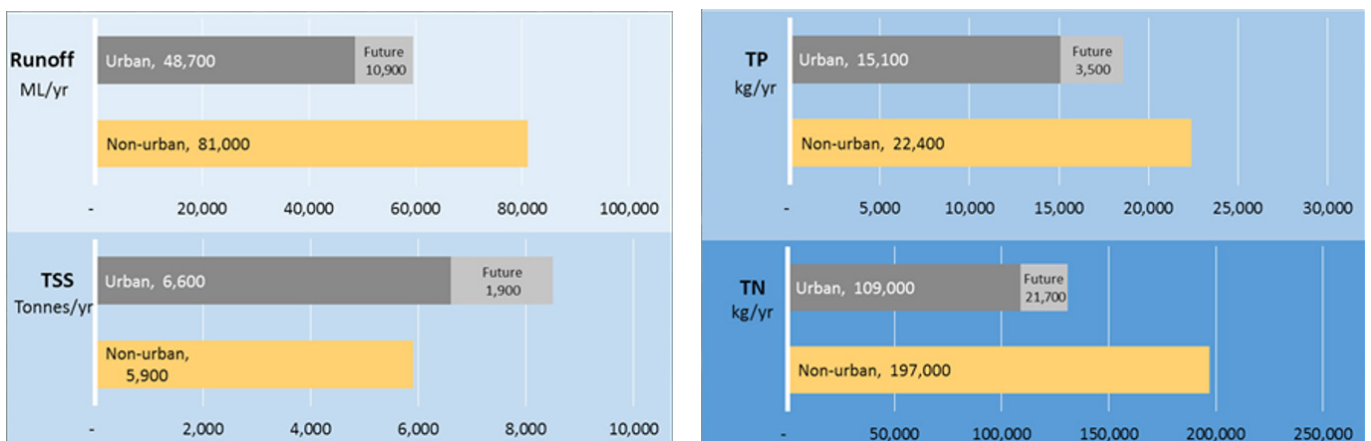 Runoff
ML/yr
Urban, 48,700
Future
10,900
Non-urban, 81,000
- 20,000 40,000 60,000 80,000 100,000
TSS
Tonnes/yr
Urban, 6,600
Future
1,900
Non-urban,
5,900
- 2,000 4,000 6,000 8,000 10,000
TP
kg/yr
Urban, 15,100
Future
3,500
Non-urban, 22,400
- 5,000 10,000 15,000 20,000 25,000 30,000
TN
kg/yr
Urban, 109,000
Future
21,700
Non-urban, 197,000
- 50,000 100,000 150,000 200,000 250,000